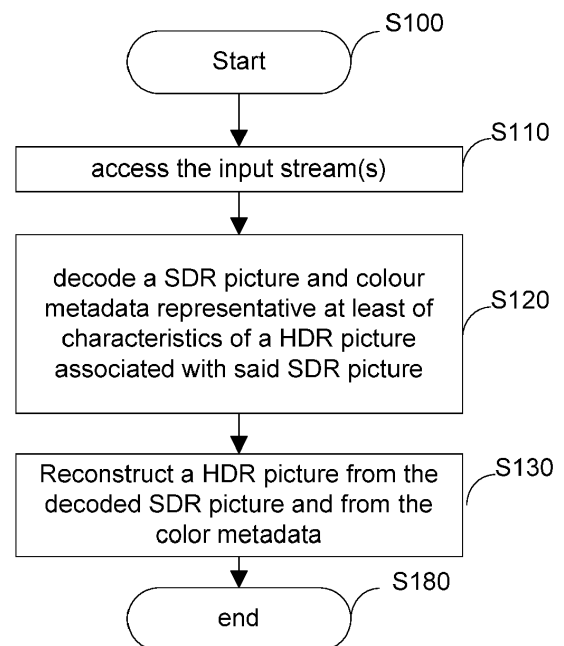 S100
Start
S110
access the input stream(s)
decode a SDR picture and colour
metadata representative at least of
characteristics of a HDR picture
associated with said SDR picture
S120
Reconstruct a HDR picture from the
decoded SDR picture and from the
color metadata
S130
S180
end